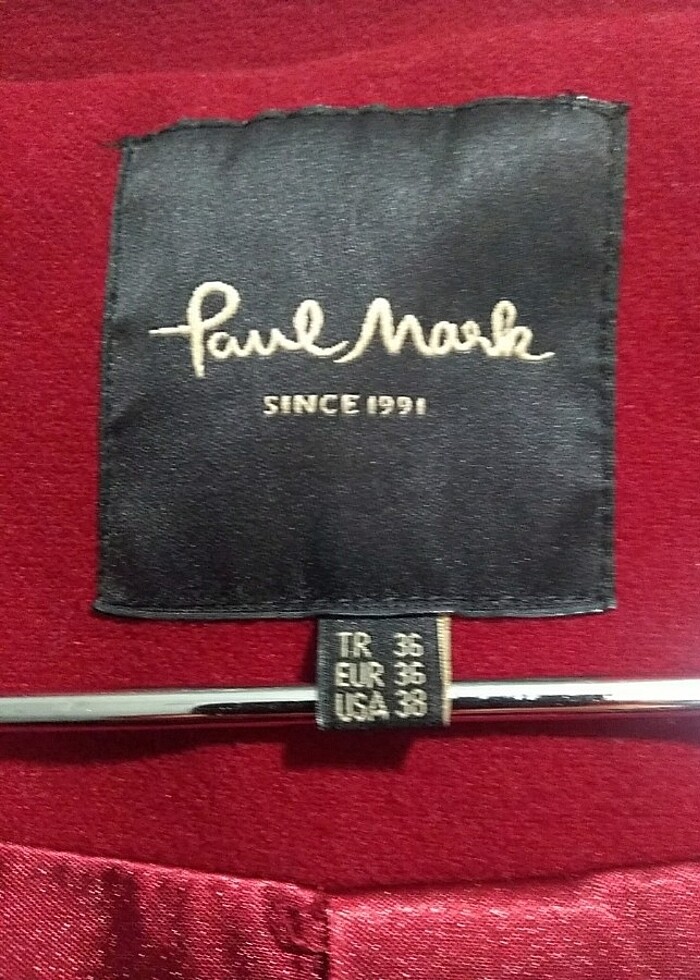 Paul Mark
SINCE 1991
TR 36
EUR 36
USA 38